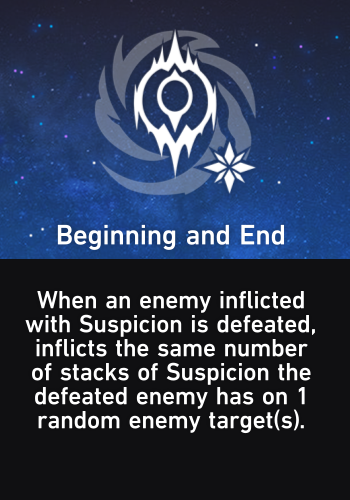 Beginning and End
When an enemy inflicted
with Suspicion is defeated,
inflicts the same number
of stacks of Suspicion the
defeated enemy has on 1
random enemy target(s).